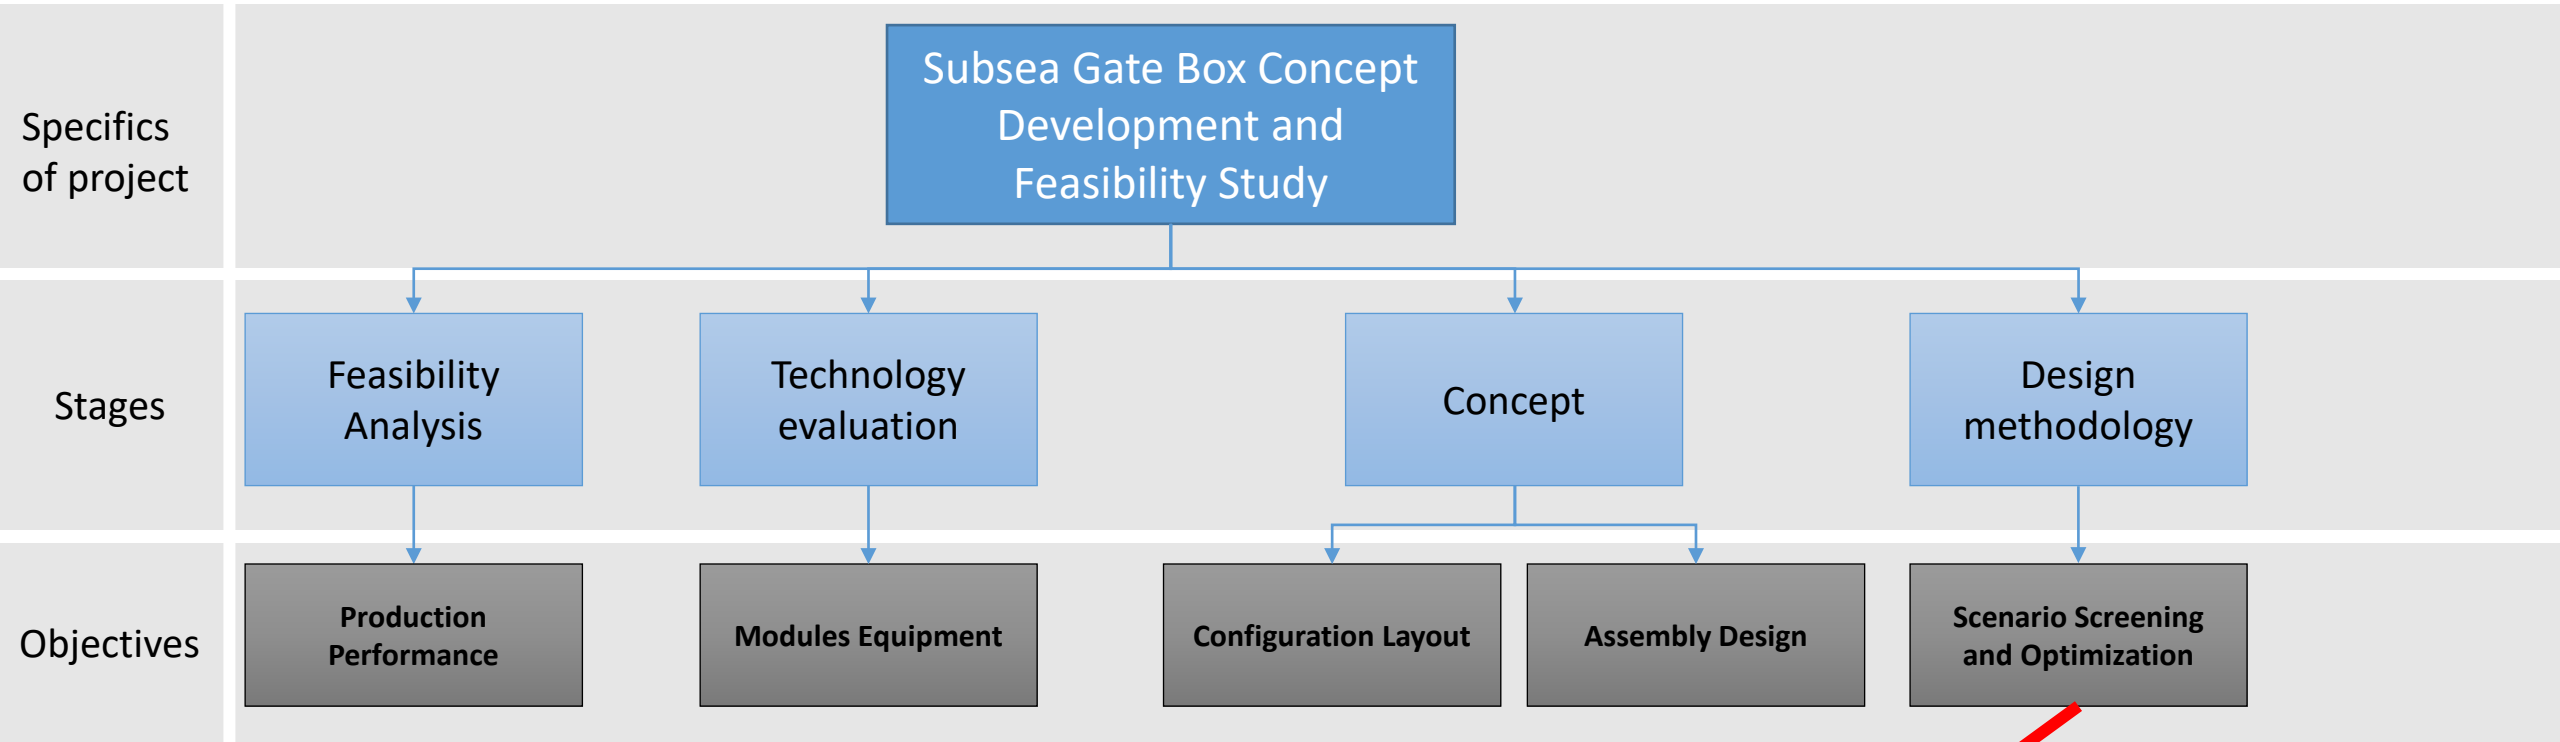 Subsea Gate Box Concept
Development and
Feasibility Study
Specifics
of project
Stages
Feasibility
Analysis
Technology
evaluation
Concept
Design
methodology
Objectives
Production
Performance
Modules Equipment
Configuration Layout
Assembly Design
Scenario Screening
and Optimization